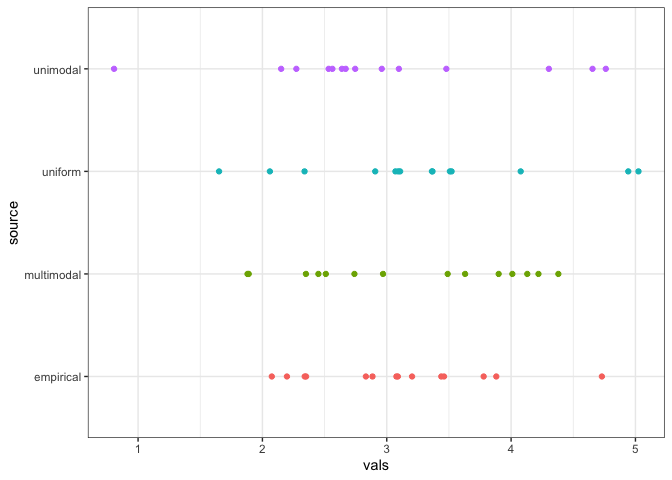 unimodal
uniform
multimodal
empirical
source
1 2 3 4 5
vals